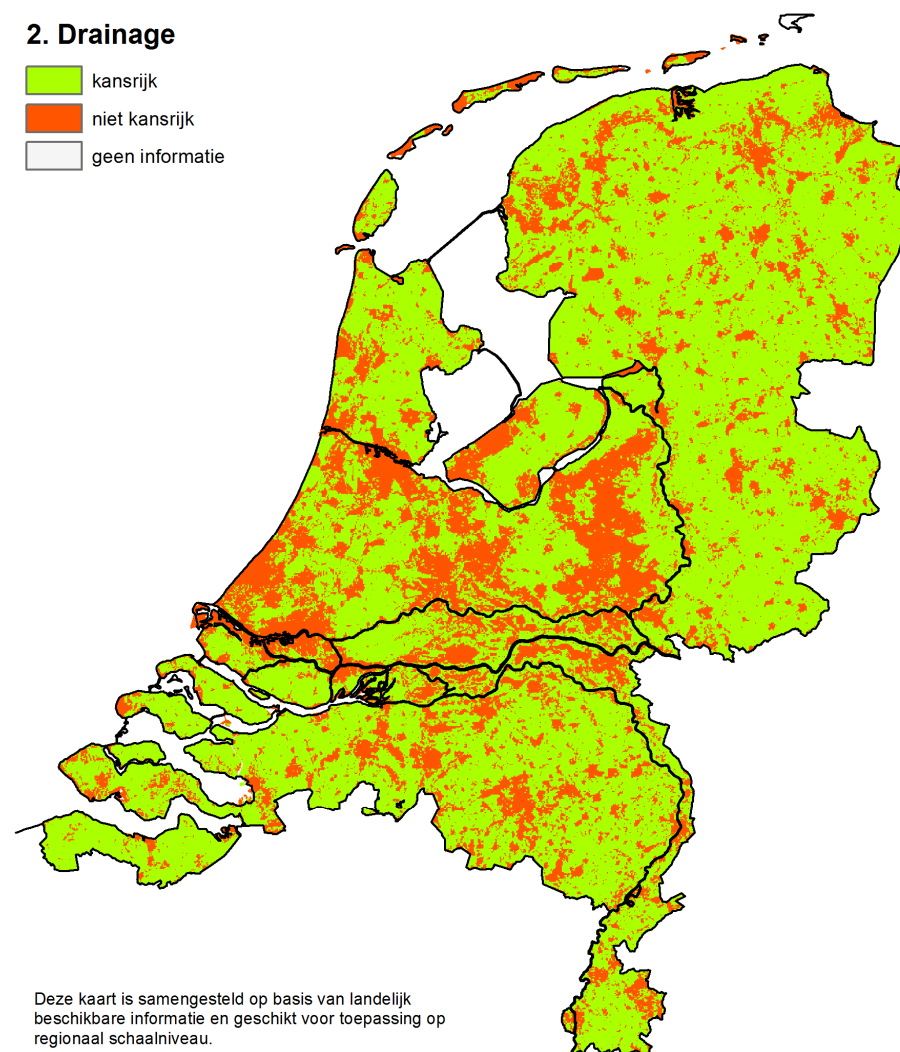 2. Drainage
kansrijk
niet kansrijk
geen informatie
Deze kaart is samengesteld op basis van landelijk
beschikbare informatie en geschikt voor toepassing op
regionaal schaalniveau.